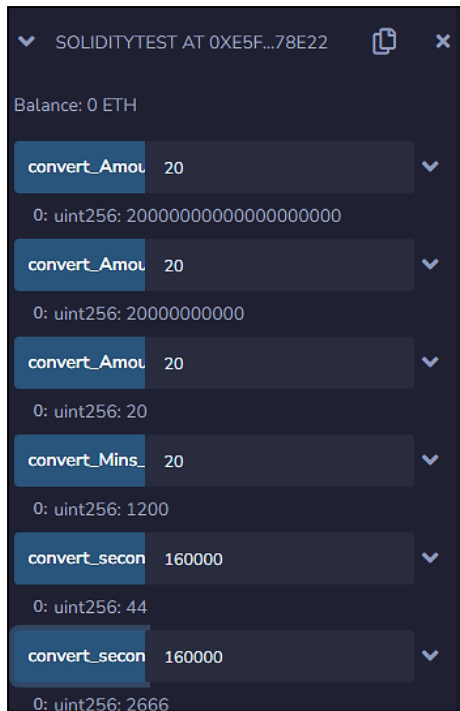 SOLIDITYTEST AT 0XE5F...78E22
Balance: 0 ETH
convert_Amou 20
0: uint256: 20000000000000000000
convert_Amou 20
0: uint256: 20000000000
convert_Amou 20
0: uint256: 20
convert_Mins_ 20
0: uint256: 1200
convert_secon 160000
0: uint256: 44
convert_secon 160000
0: uint256: 2666